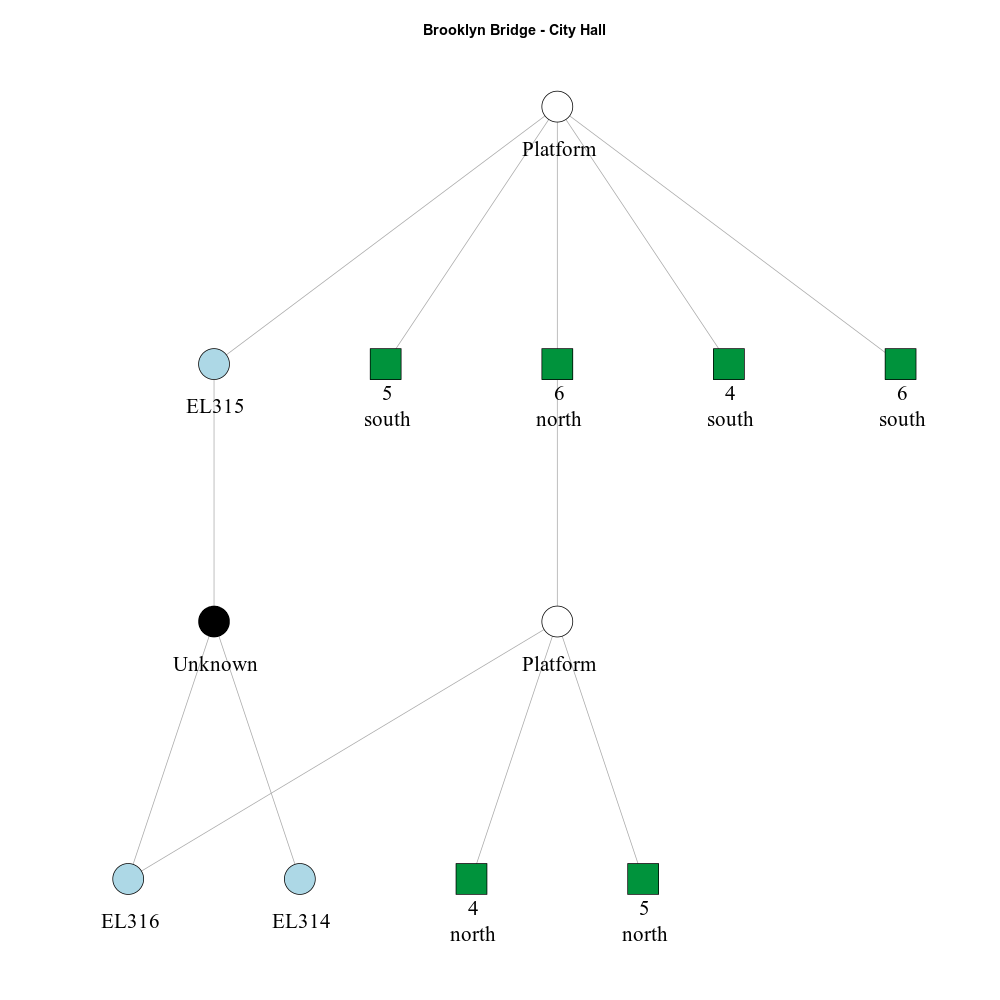 Brooklyn Bridge - City Hall
Platform
EL315
5
south
6
north
4
south
6
south
Unknown
Platform
EL316
EL314
4
north
5
north